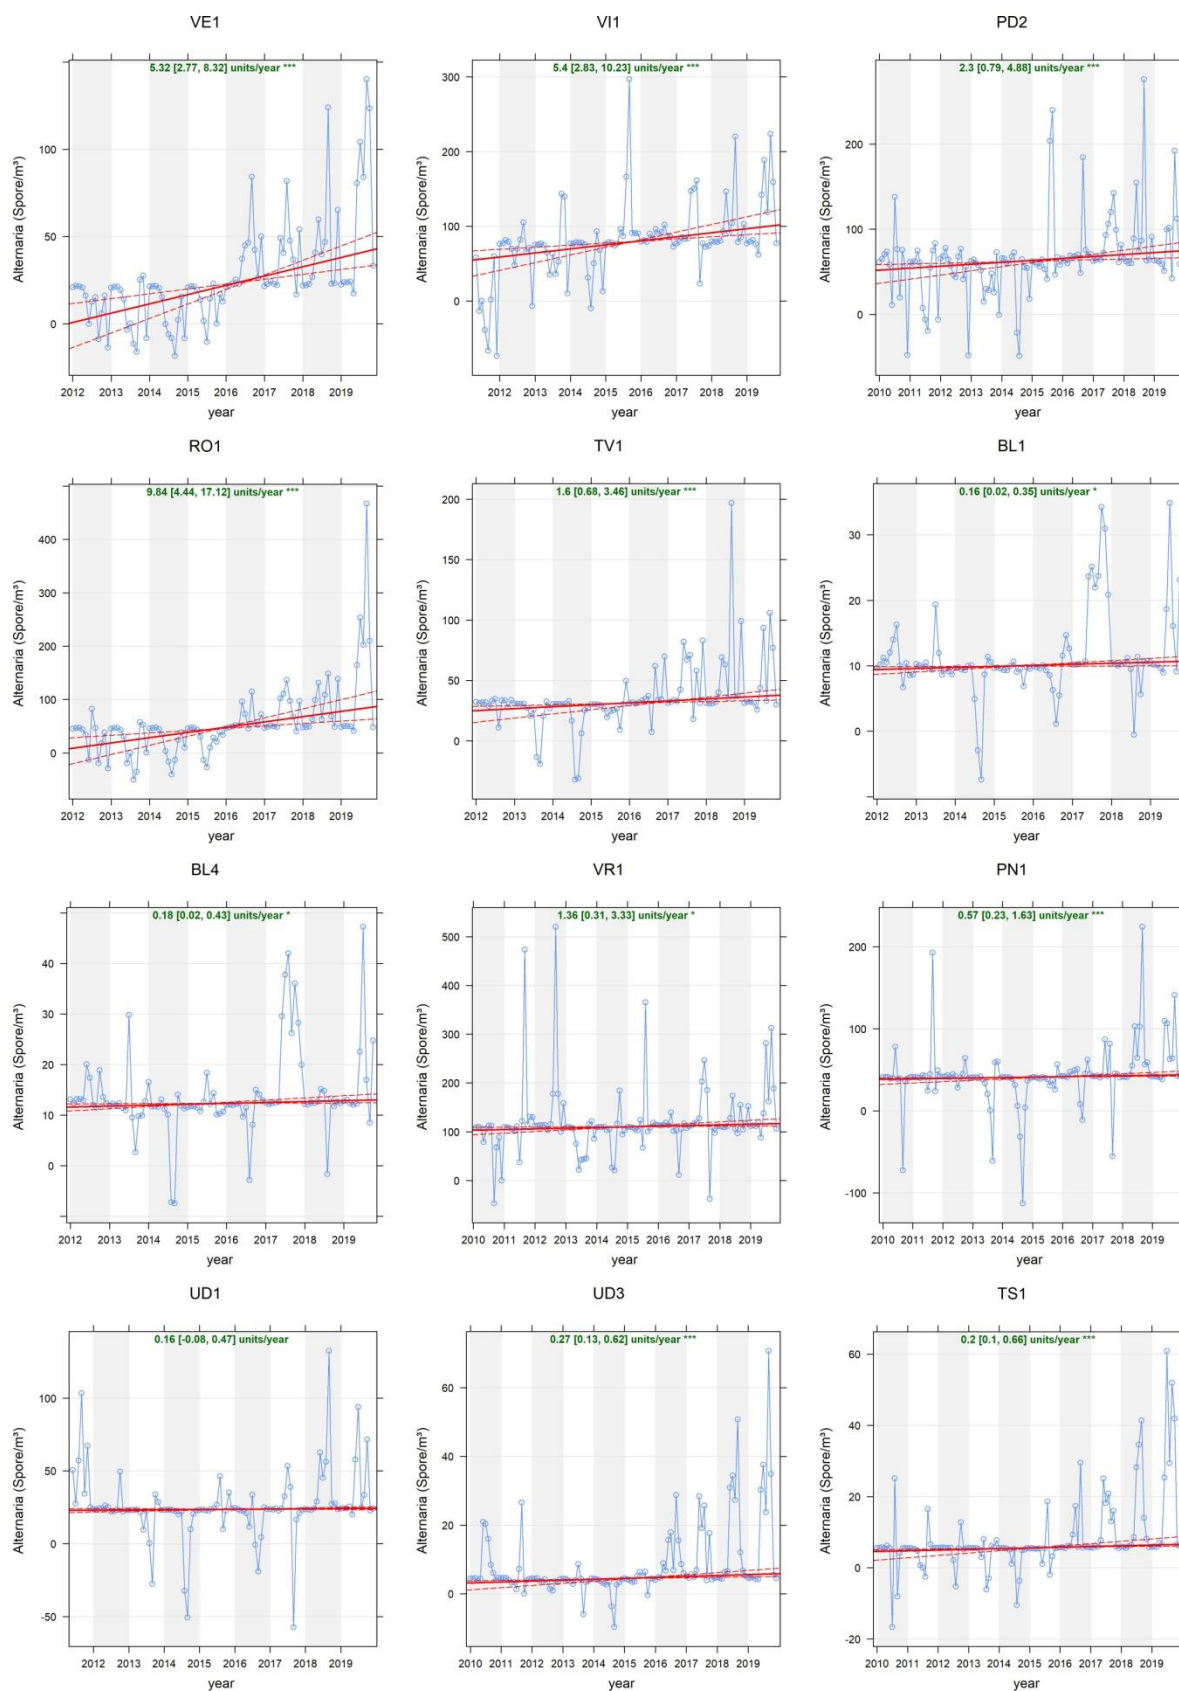 VE1
5.32 [2.77, 8.32] units/year ***
Alternaria (Spore/m³)
100
50
0
2012 2013 2014 2015 2016 2017 2018 2019
year
VI1
5.4 [2.83, 10.23] units/year ***
Alternaria (Spore/m³)
300
200
100
0
2012 2013 2014 2015 2016 2017 2018 2019
year
PD2
2.3 [0.79, 4.88] units/year ***
Alternaria (Spore/m³)
200
100
0
2010 2011 2012 2013 2014 2015 2016 2017 2018 2019
year
RO1
9.84 [4.44, 17.12] units/year ***
Alternaria (Spore/m³)
400
300
200
100
0
2012 2013 2014 2015 2016 2017 2018 2019
year
TV1
1.6 [0.68, 3.46] units/year ***
Alternaria (Spore/m³)
200
150
100
50
0
2012 2013 2014 2015 2016 2017 2018 2019
year
BL1
0.16 [0.02, 0.35] units/year *
Alternaria (Spore/m³)
30
20
10
0
2012 2013 2014 2015 2016 2017 2018 2019
year
BL4
0.18 [0.02, 0.43] units/year *
Alternaria (Spore/m³)
40
30
20
10
0
2012 2013 2014 2015 2016 2017 2018 2019
year
VR1
1.36 [0.31, 3.33] units/year *
Alternaria (Spore/m³)
500
400
300
200
100
0
2010 2011 2012 2013 2014 2015 2016 2017 2018 2019
year
PN1
0.57 [0.23, 1.63] units/year ***
Alternaria (Spore/m³)
200
100
0
-100
2010 2011 2012 2013 2014 2015 2016 2017 2018 2019
year
UD1
0.16 [-0.08, 0.47] units/year
Alternaria (Spore/m³)
100
50
0
-50
2012 2013 2014 2015 2016 2017 2018 2019
year
UD3
0.27 [0.13, 0.62] units/year ***
Alternaria (Spore/m³)
60
40
20
0
2010 2011 2012 2013 2014 2015 2016 2017 2018 2019
year
TS1
0.2 [0.1, 0.66] units/year ***
Alternaria (Spore/m³)
60
40
20
0
-20
2010 2011 2012 2013 2014 2015 2016 2017 2018 2019
year